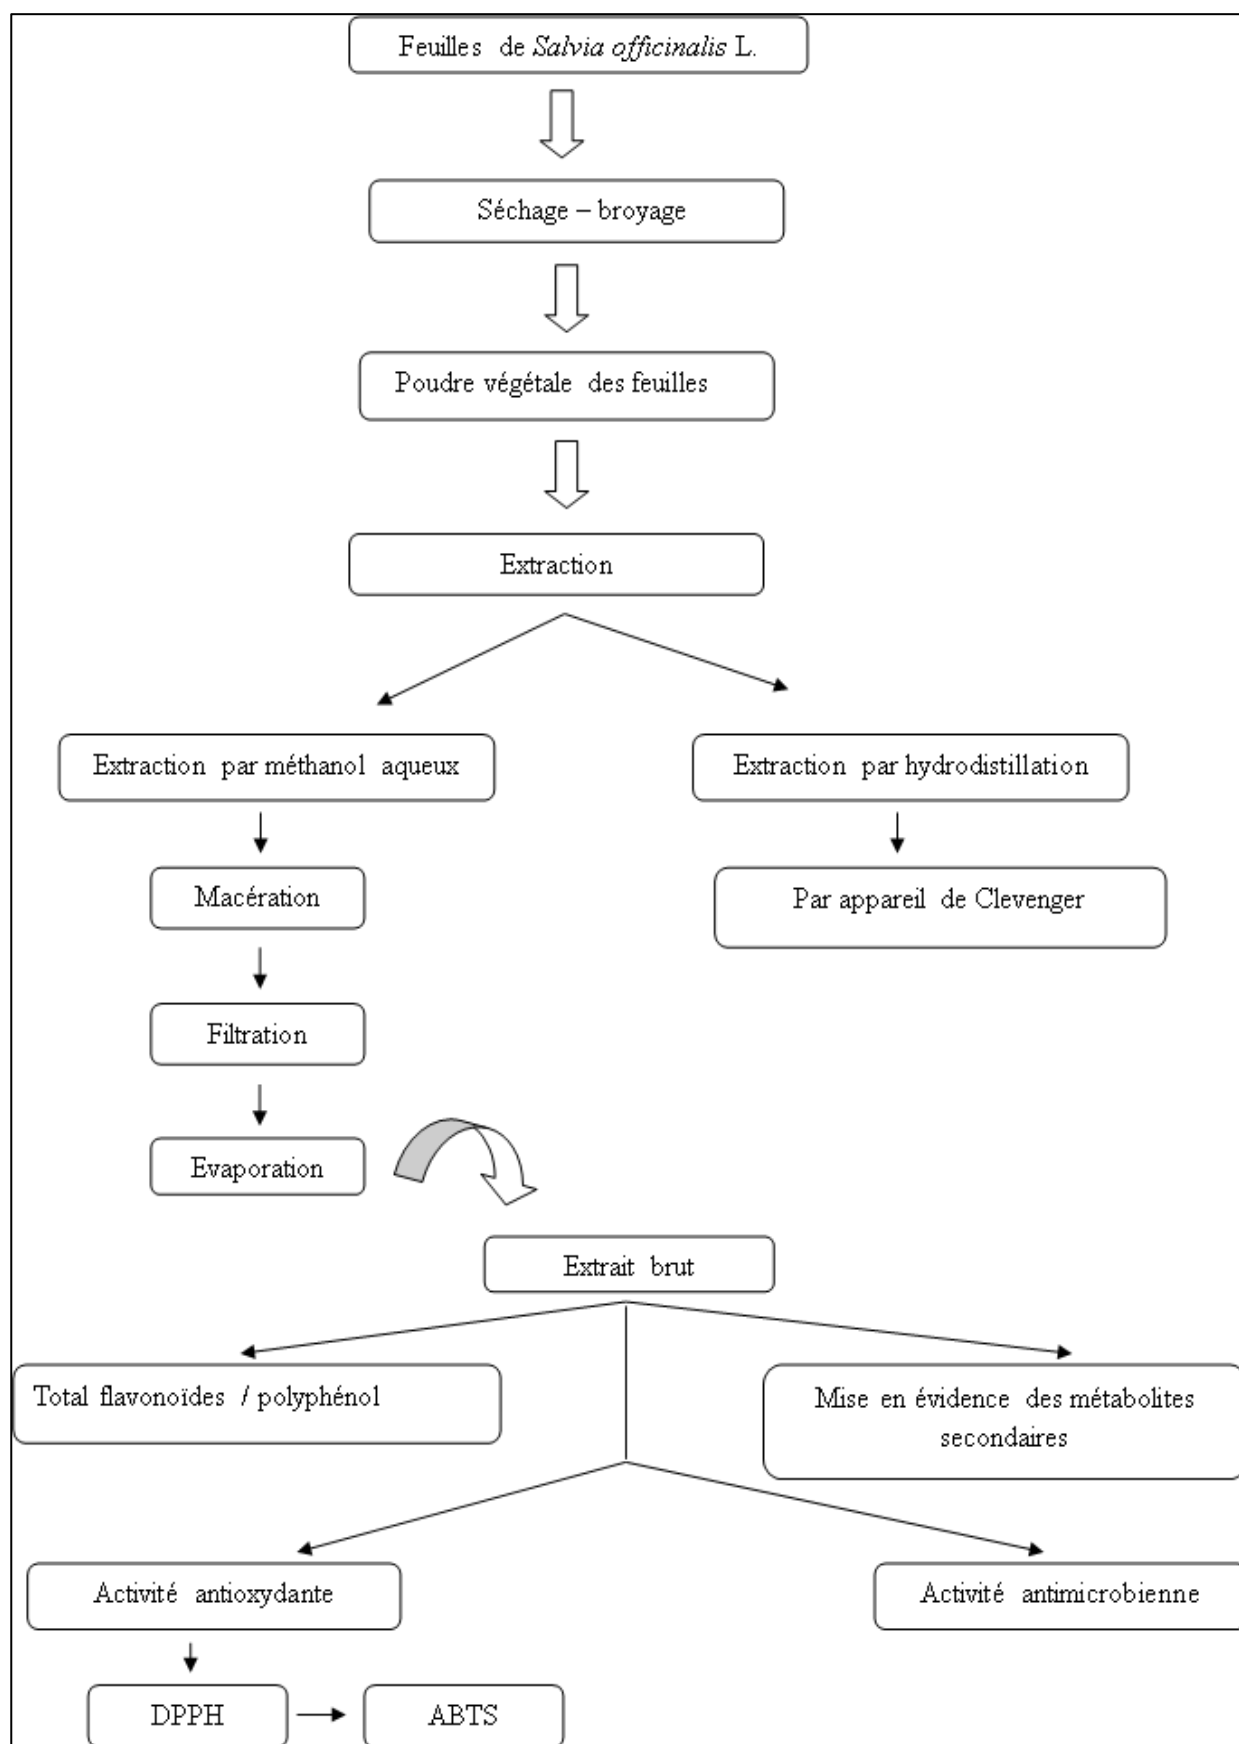 Feuilles de Salvia officinalis L.
Séchage – broyage
Poudre végétale des feuilles
Extraction
Extraction par méthanol aqueux
Extraction par hydrodistillation
Macération
Par appareil de Clevenger
Filtration
Evaporation
Extrait brut
Total flavonoïdes / polyphénol
Mise en évidence des métabolites
secondaires
Activité antioxydante
Activité antimicrobienne
DPPH
ABTS